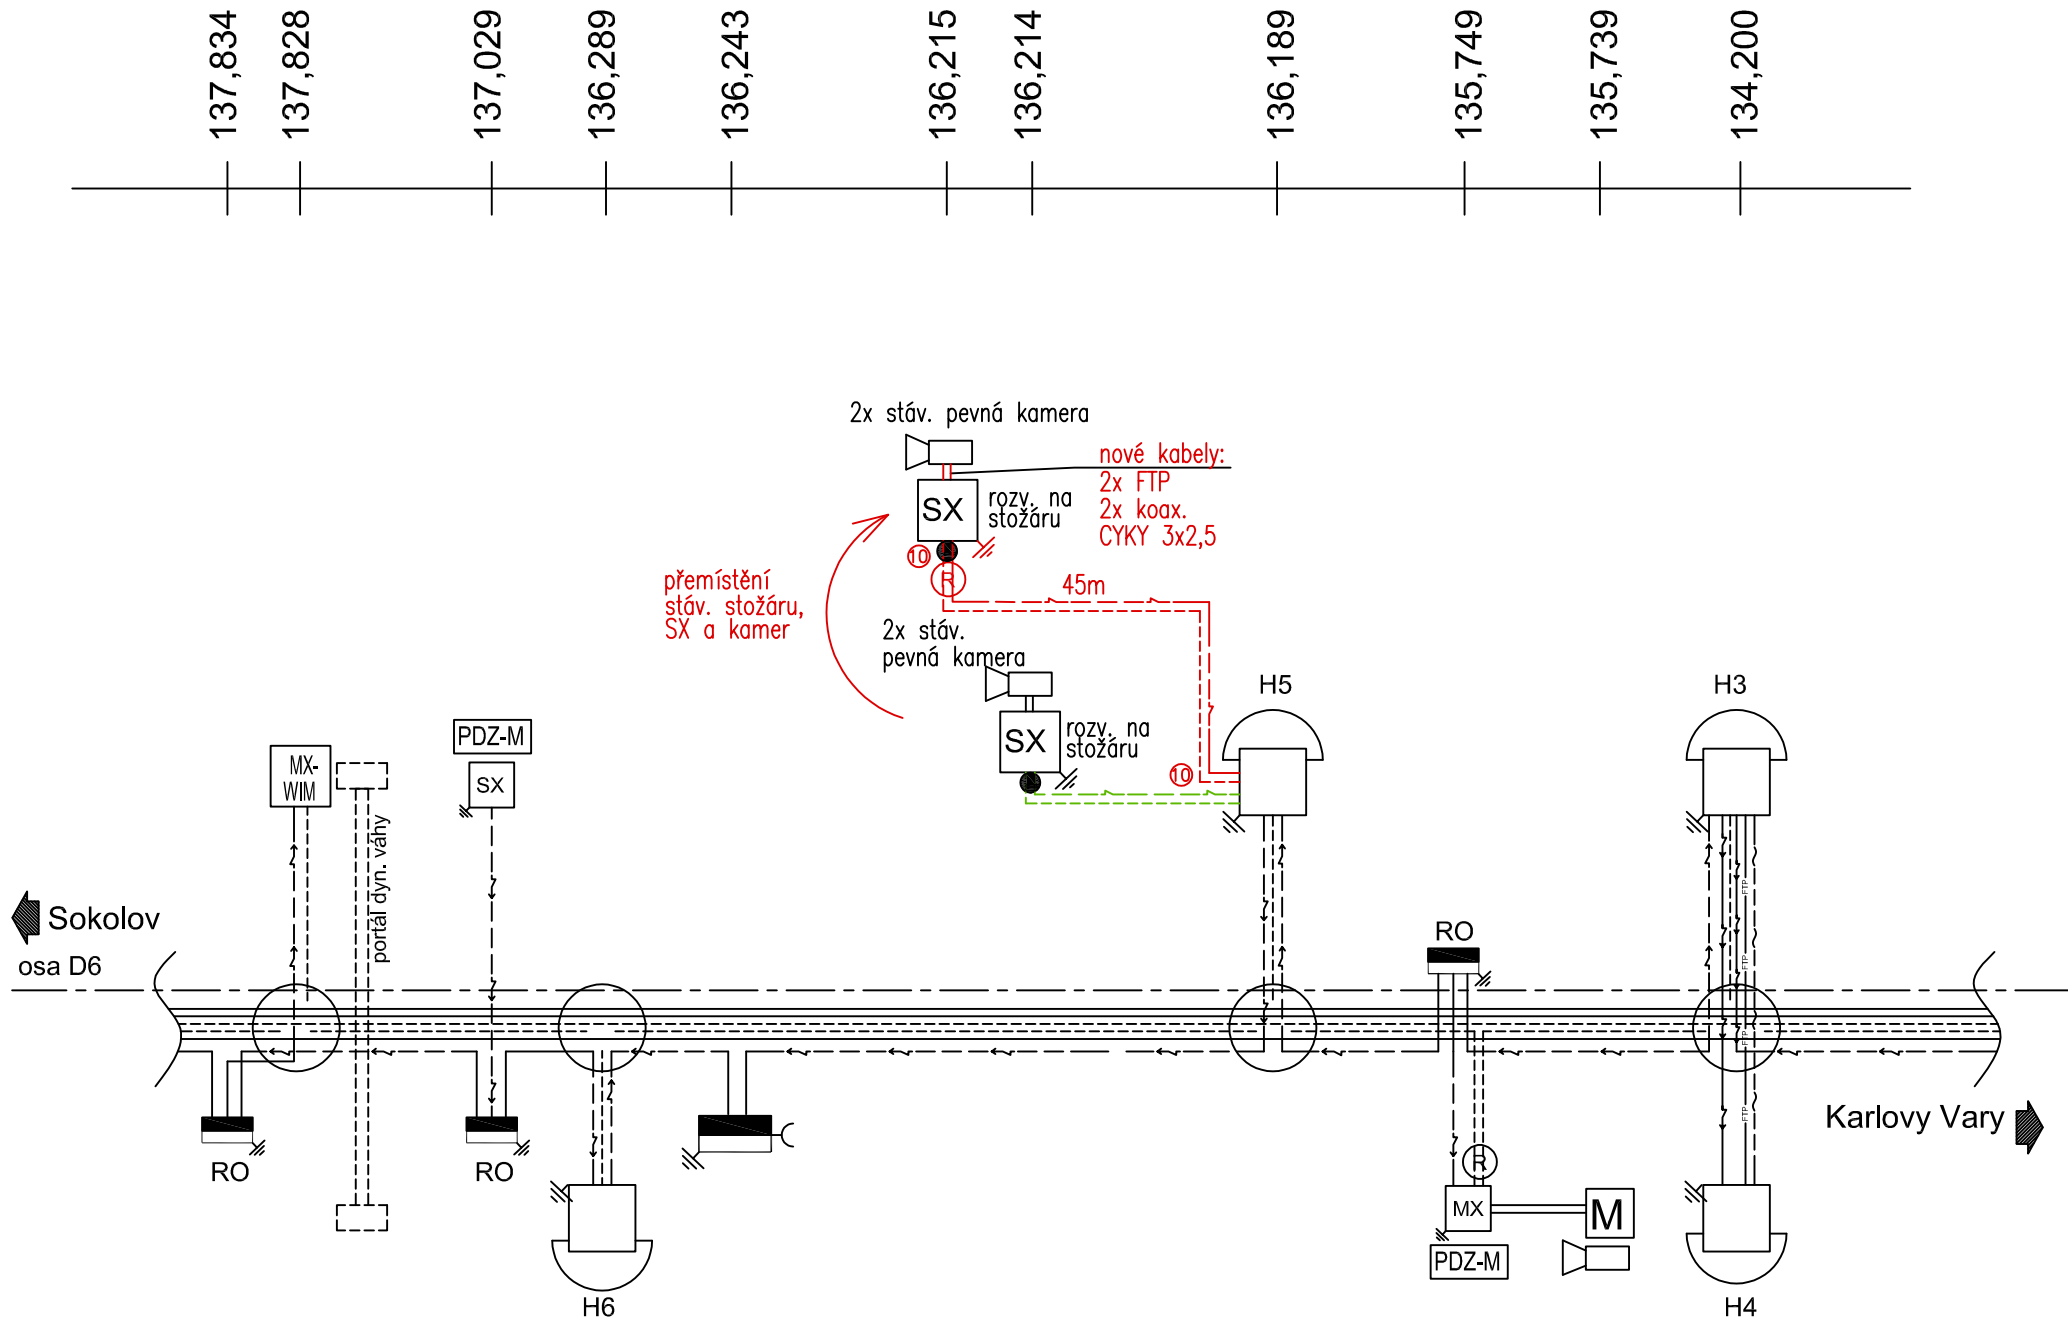 137,834
137,828
137,029
136,289
136,243
136,215
136,214
136,189
135,749
135,739
134,200
2x stáv. pevná kamera
nové kabely:
2x FTP
2x koax.
CYKY 3x2,5
SX
rozv. na
stožáru
10
R
45m
přemístění
stáv. stožáru,
SX a kamer
2x stáv.
pevná kamera
SX
rozv. na
stožáru
10
H5
H3
PDZ-M
SX
MX-
WIM
portál dyn. váhy
Sokolov
osa D6
RO
FTP
FTP
FTP
FTP
Karlovy Vary
RO
RO
R
MX
M
PDZ-M
H6
H4